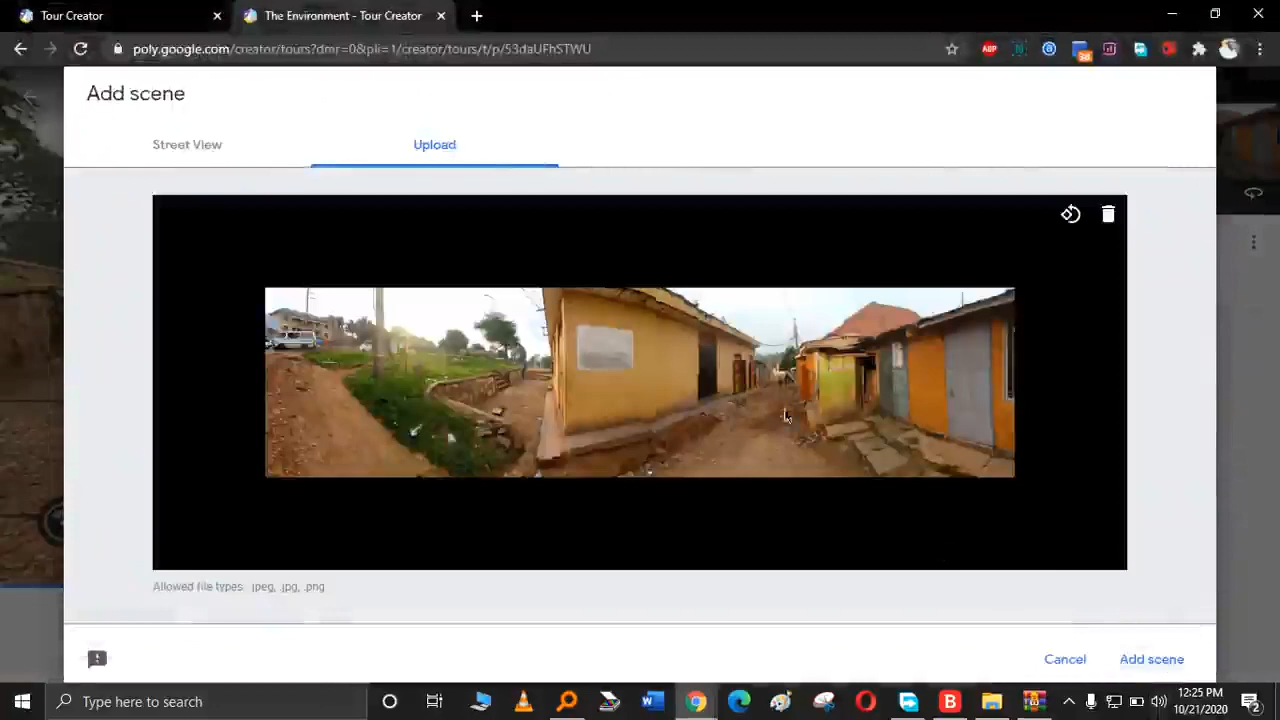 Tour Creator
The Environment - Tour Creator
poly.google.com/creator/tours?dmr=0&pli=1/creator/tours/t/p/53daUFhSTWU
ABP
Add scene
Street View
Upload
Allowed file types: .jpeg, .jpg, .png
Cancel
Add scene
Type here to search
12:25 PM
10/21/2020
2